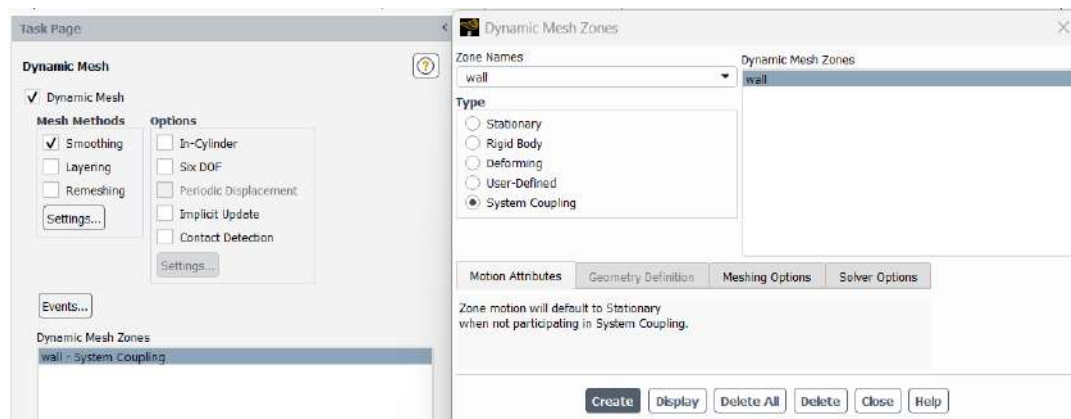 Task Page
Dynamic Mesh
?
Dynamic Mesh
Mesh Methods Options
Smoothing In-Cylinder
Layering Six DOF
Remeshing Periodic Displacement
Settings... Implicit Update
Contact Detection
Settings...
Events...
Dynamic Mesh Zones
wall - System Coupling
Dynamic Mesh Zones
Zone Names Dynamic Mesh Zones
wall wall
Type
Stationary
Rigid Body
Deforming
User-Defined
System Coupling
Motion Attributes Geometry Definition Meshing Options Solver Options
Zone motion will default to Stationary
when not participating in System Coupling.
Create Display Delete All Delete Close Help